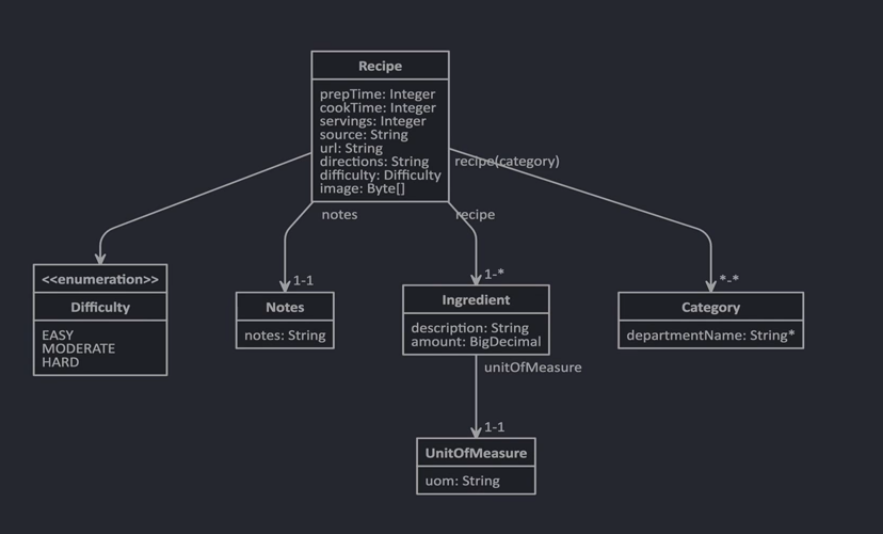 Recipe
prepTime: Integer
cookTime: Integer
servings: Integer
source: String
url: String
directions: String
difficulty: Difficulty
image: Byte[]
recipe(category)
notes
recipe
1-1
1-*
*-*
<<enumeration>>
Difficulty
EASY
MODERATE
HARD
Notes
notes: String
Ingredient
description: String
amount: BigDecimal
Category
departmentName: String*
unitOfMeasure
1-1
UnitOfMeasure
uom: String